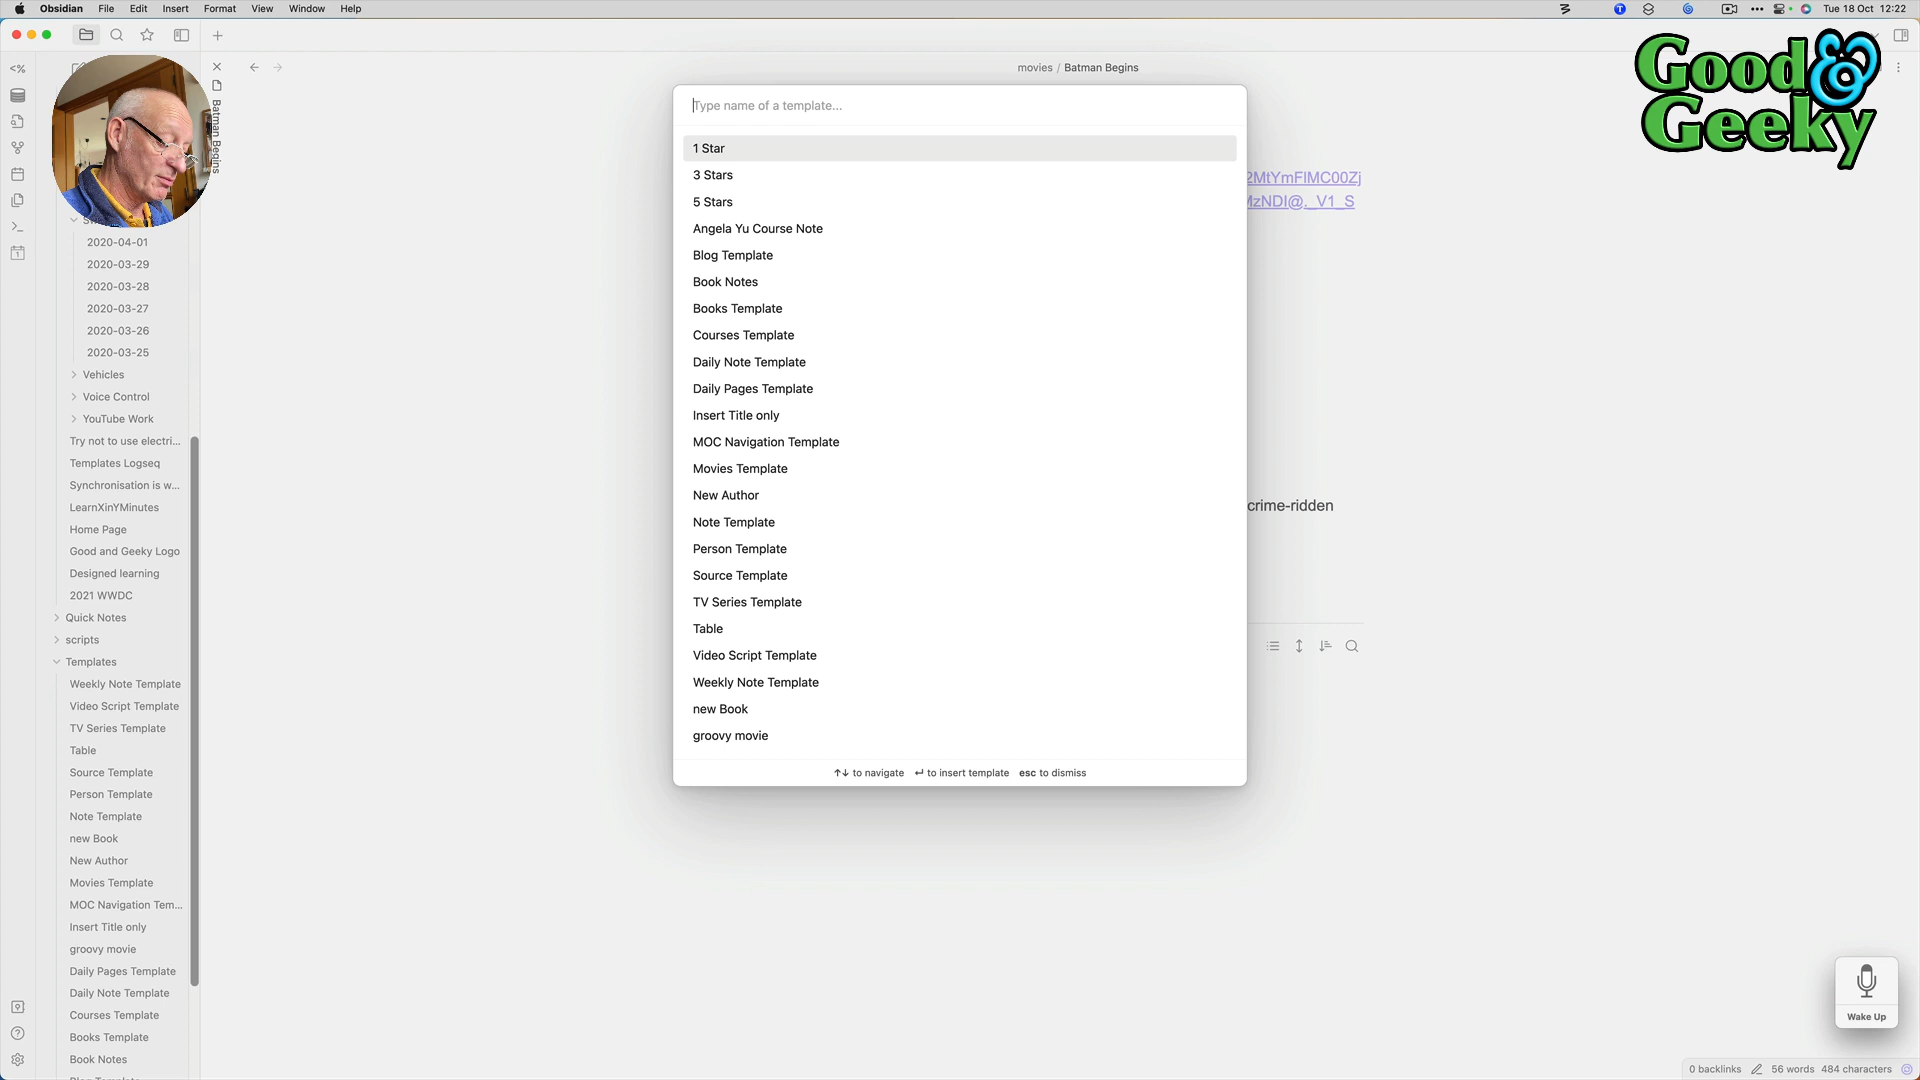 Obsidian File Edit Insert Format View Window Help
Tue 18 Oct 12:22
movies / Batman Begins
Batman Begins
Good&
Geeky
Type name of a template...
1 Star
3 Stars
5 Stars
Angela Yu Course Note
Blog Template
Book Notes
Books Template
Courses Template
Daily Note Template
Daily Pages Template
Insert Title only
MOC Navigation Template
Movies Template
New Author
Note Template
Person Template
Source Template
TV Series Template
Table
Video Script Template
Weekly Note Template
new Book
groovy movie
↑↓ to navigate ↵ to insert template esc to dismiss
2MtYmFlMC00Zj
MzNDI@._V1_S
crime-ridden
2020-04-01
2020-03-29
2020-03-28
2020-03-27
2020-03-26
2020-03-25
Vehicles
Voice Control
YouTube Work
Try not to use electri...
Templates Logseq
Synchronisation is w...
LearnXinYMinutes
Home Page
Good and Geeky Logo
Designed learning
2021 WWDC
Quick Notes
scripts
Templates
Weekly Note Template
Video Script Template
TV Series Template
Table
Source Template
Person Template
Note Template
new Book
New Author
Movies Template
MOC Navigation Tem...
Insert Title only
groovy movie
Daily Pages Template
Daily Note Template
Courses Template
Books Template
Book Notes
Wake Up
0 backlinks 56 words 484 characters